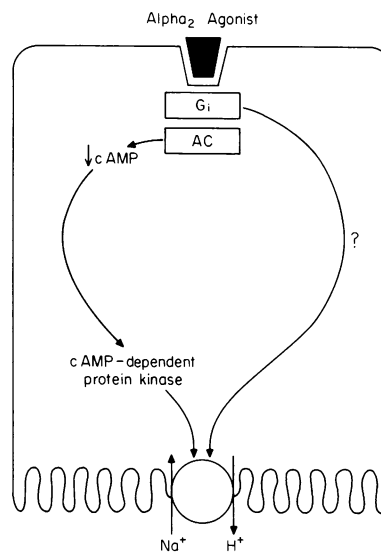 Alpha₂ Agonist
Gi
AC
↓ cAMP
?
cAMP-dependent
protein kinase
Na⁺
H⁺